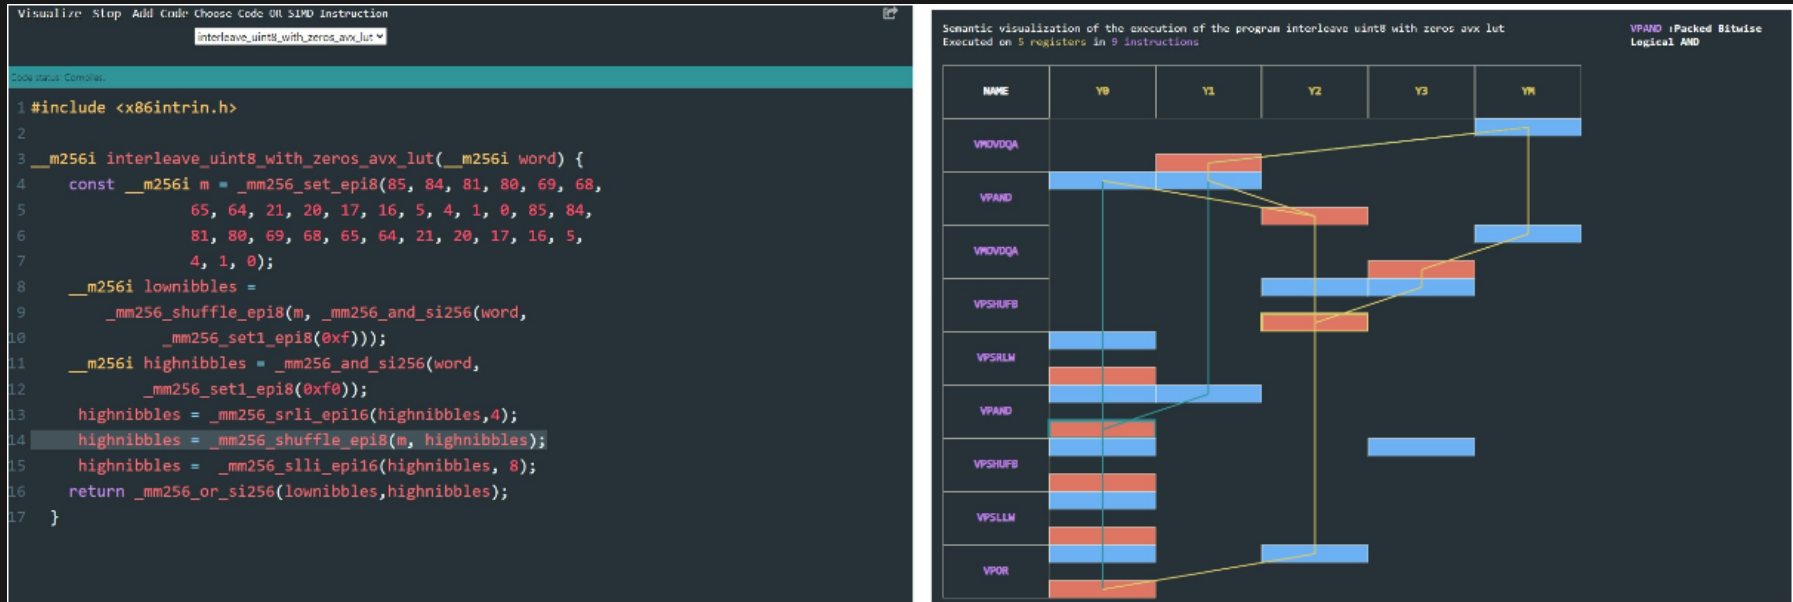 Visualize Stop Add Code Choose Code OR SIMD Instruction
interleave_uint8_with_zeros_avx_lut
Code status: Compiles.
1 #include <x86intrin.h>
2
3 __m256i interleave_uint8_with_zeros_avx_lut(__m256i word) {
4 const __m256i m = _mm256_set_epi8(85, 84, 81, 80, 69, 68,
5 65, 64, 21, 20, 17, 16, 5, 4, 1, 0, 85, 84,
6 81, 80, 69, 68, 65, 64, 21, 20, 17, 16, 5,
7 4, 1, 0);
8 __m256i lownibbles =
9 _mm256_shuffle_epi8(m, _mm256_and_si256(word,
10 _mm256_set1_epi8(0xf)));
11 __m256i highnibbles = _mm256_and_si256(word,
12 _mm256_set1_epi8(0xf0));
13 highnibbles = _mm256_srli_epi16(highnibbles,4);
14 highnibbles = _mm256_shuffle_epi8(m, highnibbles);
15 highnibbles = _mm256_slli_epi16(highnibbles, 8);
16 return _mm256_or_si256(lownibbles,highnibbles);
17 }
Semantic visualization of the execution of the program interleave uint8 with zeros avx lut
Executed on 5 registers in 9 instructions
VPAND :Packed Bitwise
Logical AND
NAME Y0 Y1 Y2 Y3 YM
VMOVDQA
VPAND
VMOVDQA
VPSHUFB
VPSRLW
VPAND
VPSHUFB
VPSLLW
VPOR